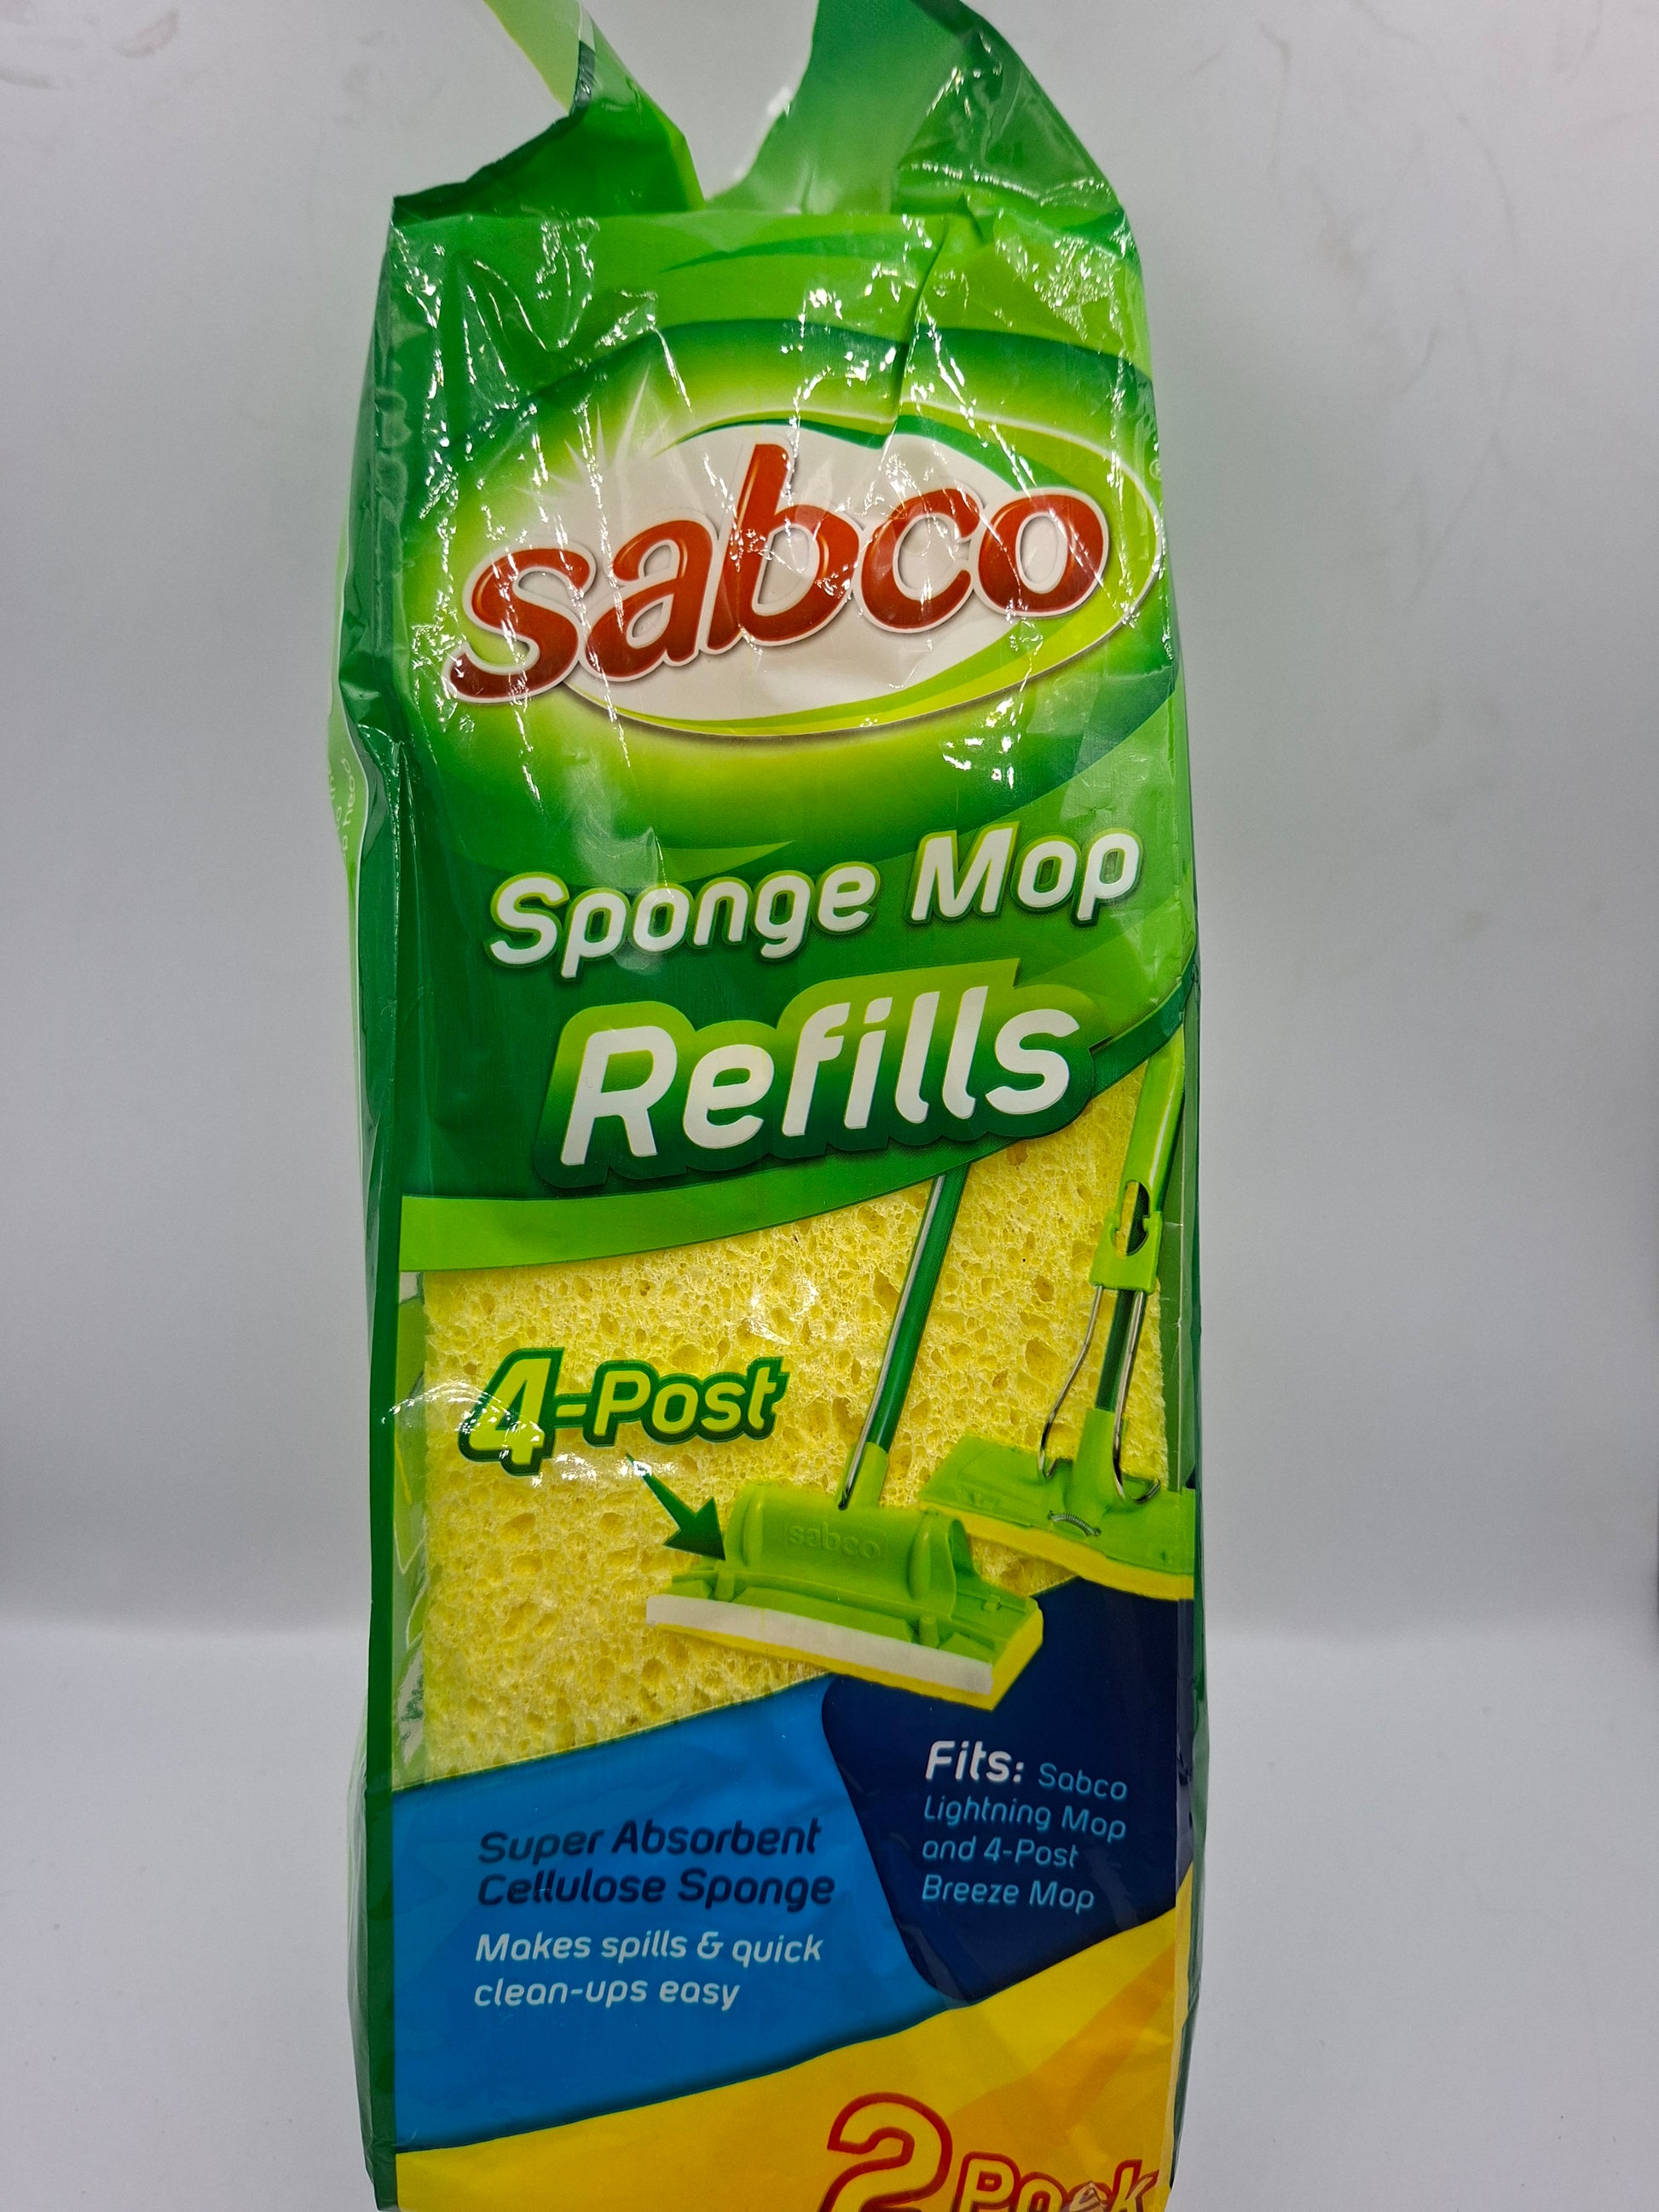 sabco
Sponge Mop
Refills
4-Post
sabco
Fits: Sabco
Lightning Mop
and 4-Post
Breeze Mop
Super Absorbent
Cellulose Sponge
Makes spills & quick
clean-ups easy
2 Pack